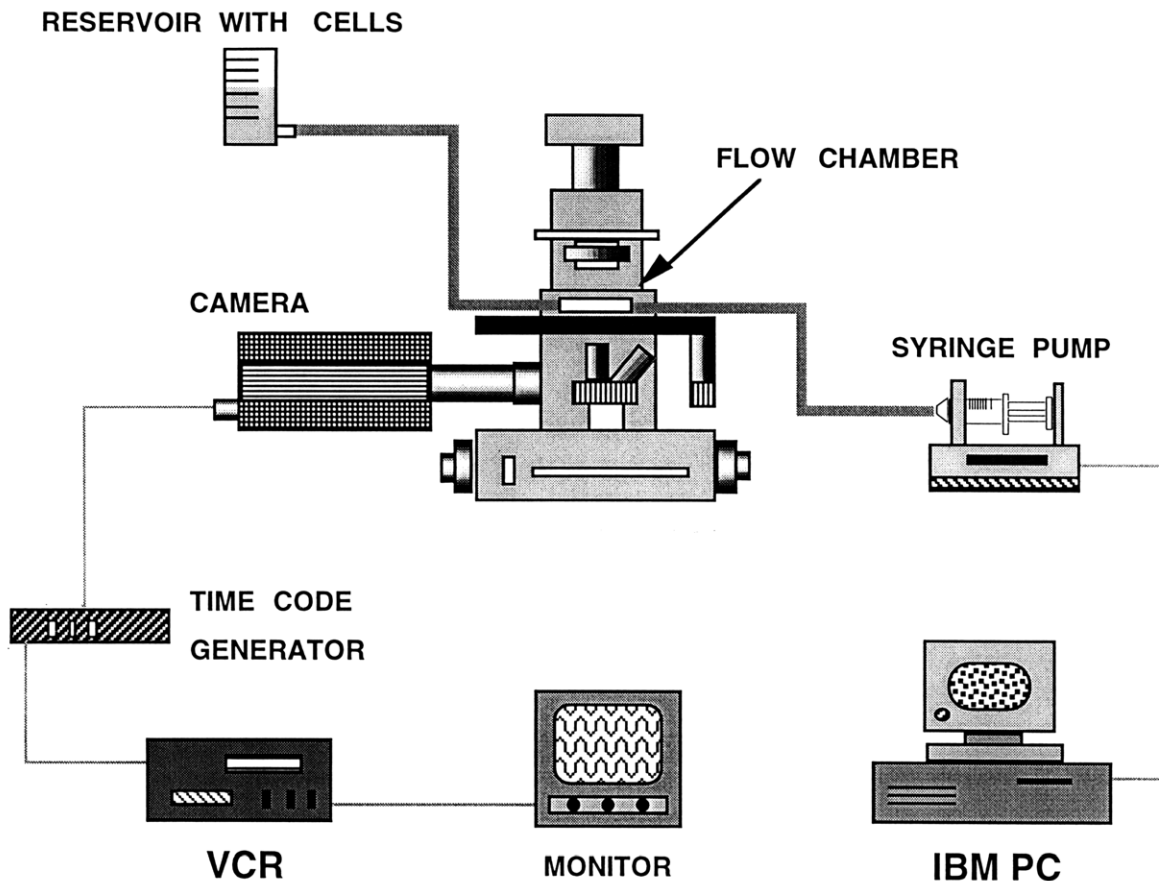 RESERVOIR WITH CELLS
FLOW CHAMBER
CAMERA
SYRINGE PUMP
TIME CODE
GENERATOR
VCR
MONITOR
IBM PC